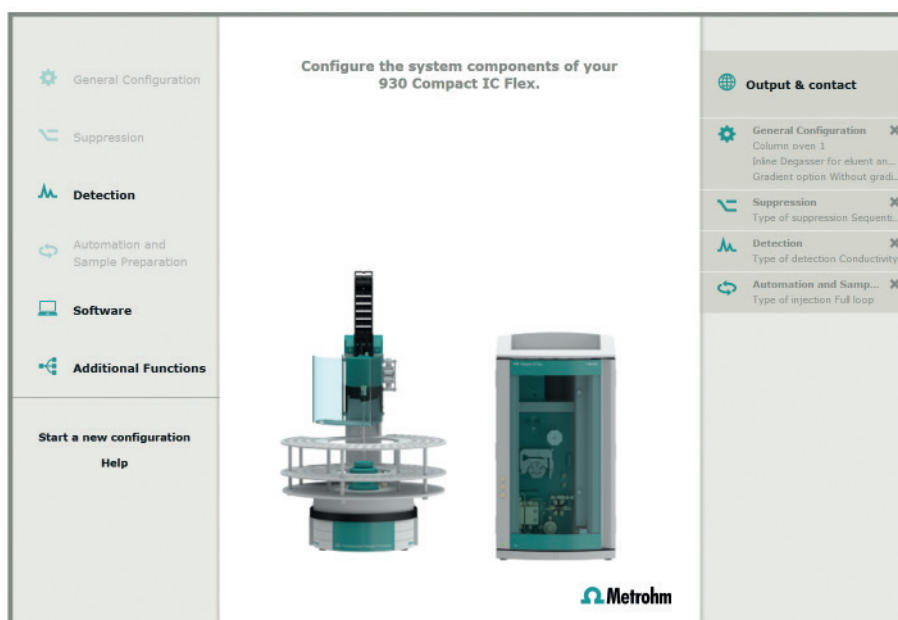 General Configuration
Suppression
Detection
Automation and
Sample Preparation
Software
Additional Functions
Start a new configuration
Help
Configure the system components of your
930 Compact IC Flex.
Metrohm
Output & contact
General Configuration
Column oven 1
Inline Degasser for eluent an...
Gradient option Without gradi...
Suppression
Type of suppression Sequenti...
Detection
Type of detection Conductivity
Automation and Samp...
Type of injection Full loop